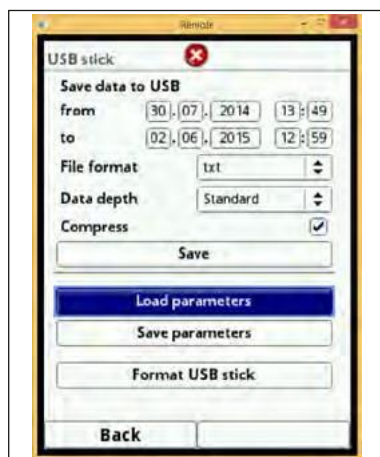 Remote
USB stick
Save data to USB
from 30 . 07 . 2014 13 : 49
to 02 . 06 . 2015 12 : 59
File format txt
Data depth Standard
Compress
Save
Load parameters
Save parameters
Format USB stick
Back